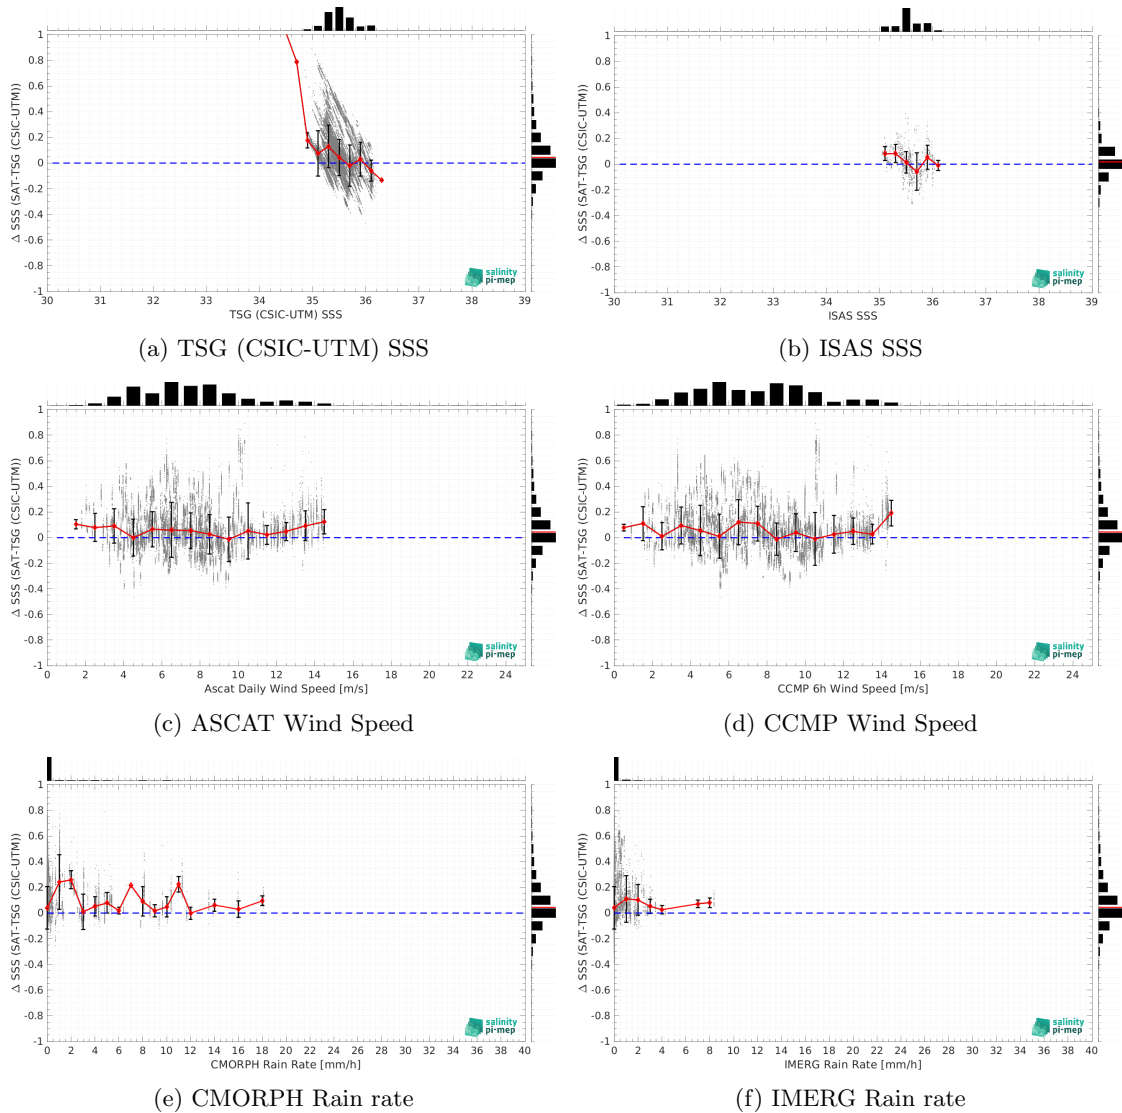 1
0.8
0.6
0.4
0.2
0
-0.2
-0.4
-0.6
-0.8
-1
Δ SSS (SAT-TSG (CSIC-UTM))
30 31 32 33 34 35 36 37 38 39
TSG (CSIC-UTM) SSS
salinity
pi-mep
(a) TSG (CSIC-UTM) SSS
1
0.8
0.6
0.4
0.2
0
-0.2
-0.4
-0.6
-0.8
-1
Δ SSS (SAT-TSG (CSIC-UTM))
30 31 32 33 34 35 36 37 38 39
ISAS SSS
salinity
pi-mep
(b) ISAS SSS
1
0.8
0.6
0.4
0.2
0
-0.2
-0.4
-0.6
-0.8
-1
Δ SSS (SAT-TSG (CSIC-UTM))
0 2 4 6 8 10 12 14 16 18 20 22 24
Ascat Daily Wind Speed [m/s]
salinity
pi-mep
(c) ASCAT Wind Speed
1
0.8
0.6
0.4
0.2
0
-0.2
-0.4
-0.6
-0.8
-1
Δ SSS (SAT-TSG (CSIC-UTM))
0 2 4 6 8 10 12 14 16 18 20 22 24
CCMP 6h Wind Speed [m/s]
salinity
pi-mep
(d) CCMP Wind Speed
1
0.8
0.6
0.4
0.2
0
-0.2
-0.4
-0.6
-0.8
-1
Δ SSS (SAT-TSG (CSIC-UTM))
0 2 4 6 8 10 12 14 16 18 20 22 24 26 28 30 32 34 36 38 40
CMORPH Rain Rate [mm/h]
salinity
pi-mep
(e) CMORPH Rain rate
1
0.8
0.6
0.4
0.2
0
-0.2
-0.4
-0.6
-0.8
-1
Δ SSS (SAT-TSG (CSIC-UTM))
0 2 4 6 8 10 12 14 16 18 20 22 24 26 28 30 32 34 36 38 40
IMERG Rain Rate [mm/h]
salinity
pi-mep
(f) IMERG Rain rate